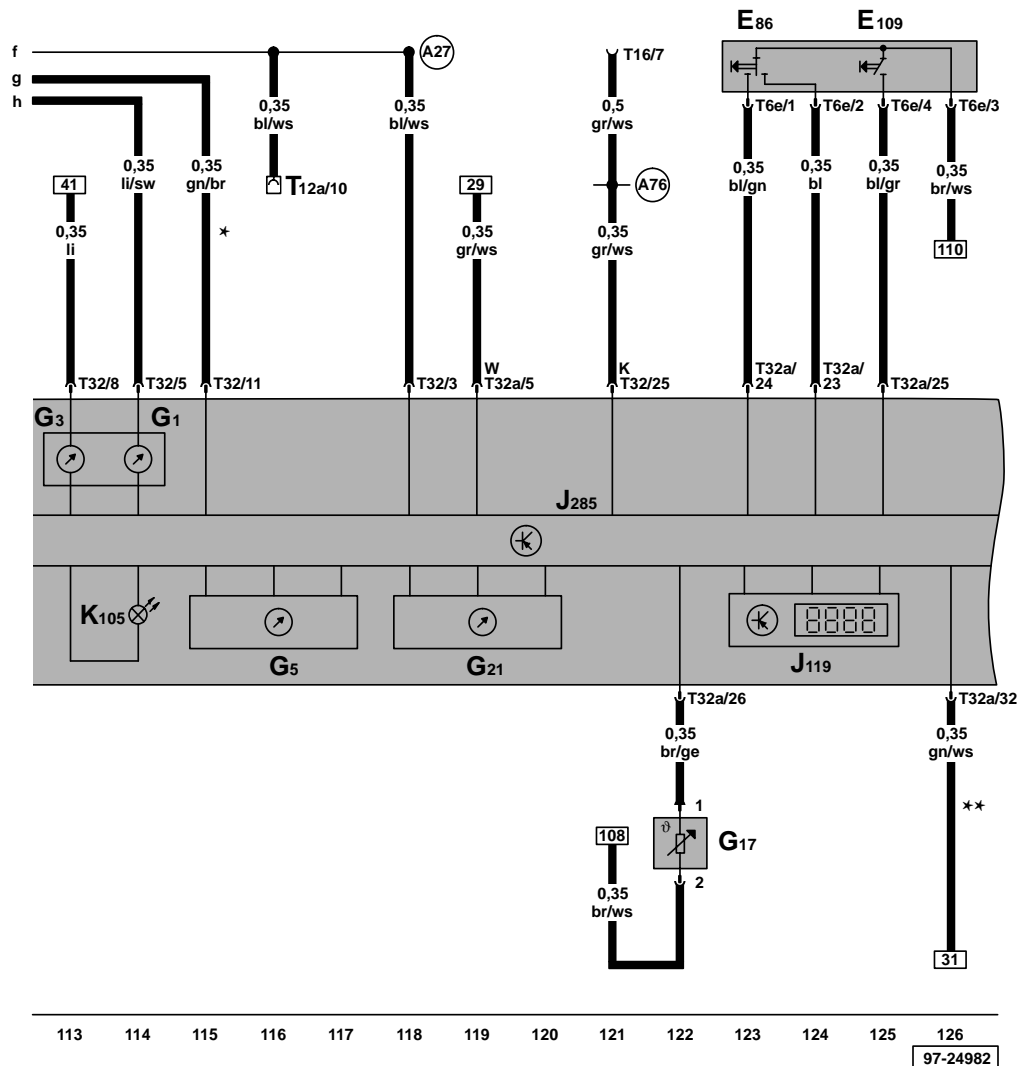 E86 E109
f A27 T16/7
g
h
T6e/1 T6e/2 T6e/4 T6e/3
0,35 bl/ws
0,35 bl/ws
0,5 gr/ws
0,35 li/sw
0,35 gn/br
0,35 bl/gn
0,35 bl
0,35 bl/gr
0,35 br/ws
41 T12a/10 29 A76
0,35 li
*
0,35 gr/ws
0,35 gr/ws
110
W K
T32/8 T32/5 T32/11 T32/3 T32a/5 T32/25 T32a/24 T32a/23 T32a/25
G3 G1
J285
K105
8888
G5 G21 J119
T32a/26 T32a/32
0,35 br/ge
0,35 gn/ws
1
**
108 ϑ G17
2
0,35 br/ws
31
113 114 115 116 117 118 119 120 121 122 123 124 125 126
97-24982